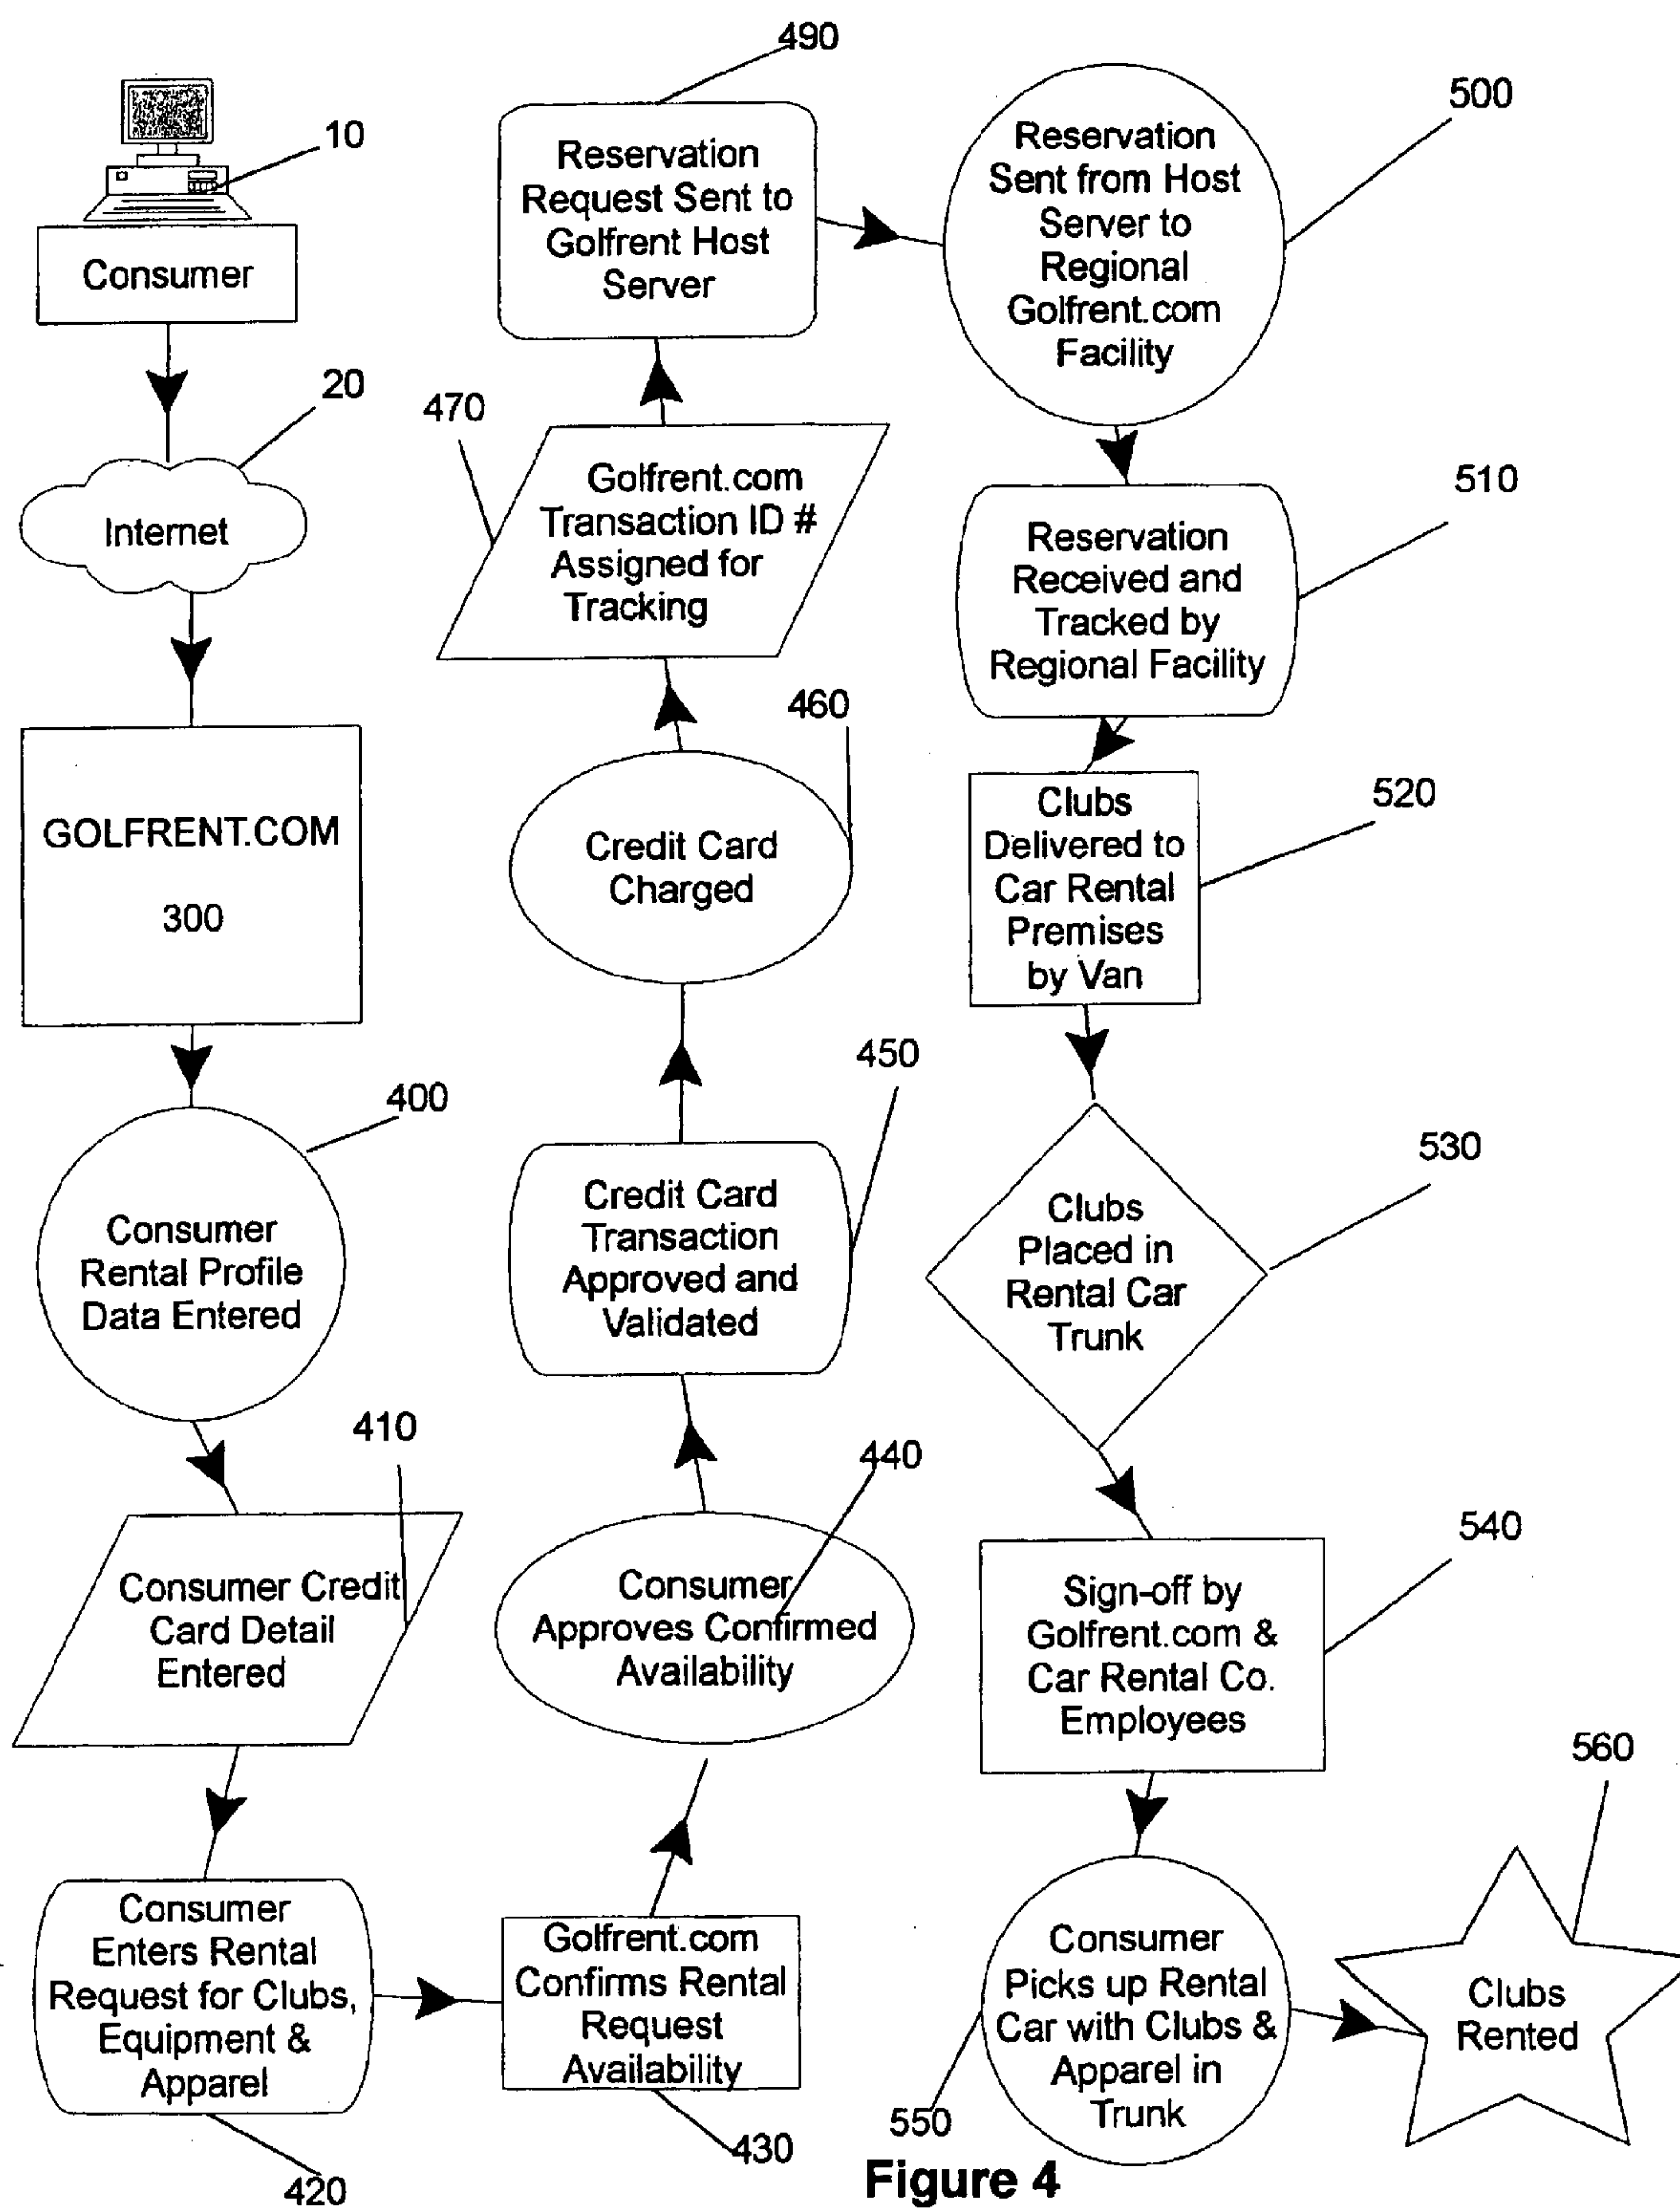 10
Consumer
20
Internet
GOLFRENT.COM
300
400
Consumer
Rental Profile
Data Entered
410
Consumer Credit
Card Detail
Entered
Consumer
Enters Rental
Request for Clubs,
Equipment &
Apparel
420
Golfrent.com
Confirms Rental
Request
Availability
430
440
Consumer
Approves Confirmed
Availability
450
Credit Card
Transaction
Approved and
Validated
460
Credit Card
Charged
470
Golfrent.com
Transaction ID #
Assigned for
Tracking
490
Reservation
Request Sent to
Golfrent Host
Server
500
Reservation
Sent from Host
Server to
Regional
Golfrent.com
Facility
510
Reservation
Received and
Tracked by
Regional Facility
520
Clubs
Delivered to
Car Rental
Premises
by Van
530
Clubs
Placed in
Rental Car
Trunk
540
Sign-off by
Golfrent.com &
Car Rental Co.
Employees
550
Consumer
Picks up Rental
Car with Clubs &
Apparel in
Trunk
560
Clubs
Rented
Figure 4